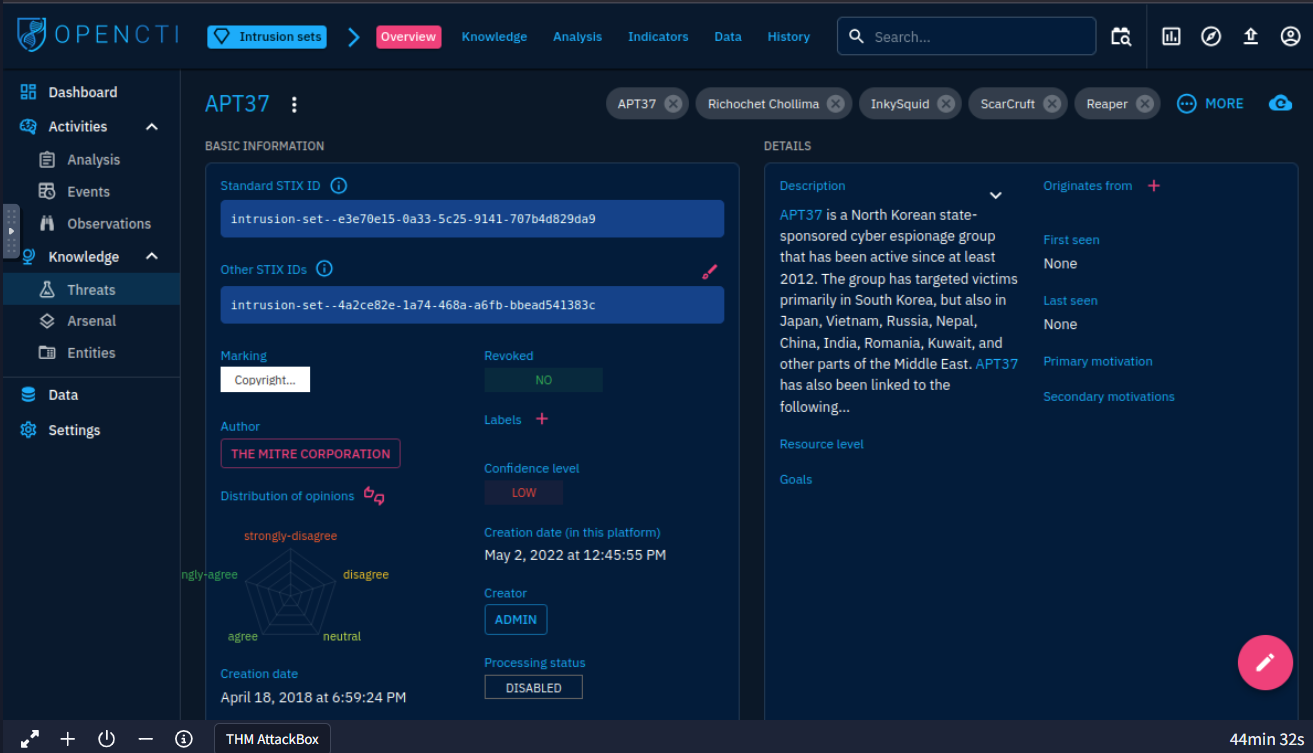 OPENCTI
Intrusion sets
Overview
Knowledge
Analysis
Indicators
Data
History
Search...
Dashboard
Activities
Analysis
Events
Observations
Knowledge
Threats
Arsenal
Entities
Data
Settings
APT37
APT37
Richochet Chollima
InkySquid
ScarCruft
Reaper
MORE
BASIC INFORMATION
Standard STIX ID
intrusion-set--e3e70e15-0a33-5c25-9141-707b4d829da9
Other STIX IDs
intrusion-set--4a2ce82e-1a74-468a-a6fb-bbead541383c
Marking
Copyright...
Revoked
NO
Labels
Author
THE MITRE CORPORATION
Confidence level
LOW
Distribution of opinions
strongly-disagree
ngly-agree
disagree
agree
neutral
Creation date (in this platform)
May 2, 2022 at 12:45:55 PM
Creator
ADMIN
Creation date
April 18, 2018 at 6:59:24 PM
Processing status
DISABLED
DETAILS
Description
APT37 is a North Korean state-
sponsored cyber espionage group
that has been active since at least
2012. The group has targeted victims
primarily in South Korea, but also in
Japan, Vietnam, Russia, Nepal,
China, India, Romania, Kuwait, and
other parts of the Middle East. APT37
has also been linked to the
following...
Resource level
Goals
Originates from
First seen
None
Last seen
None
Primary motivation
Secondary motivations
THM AttackBox
44min 32s